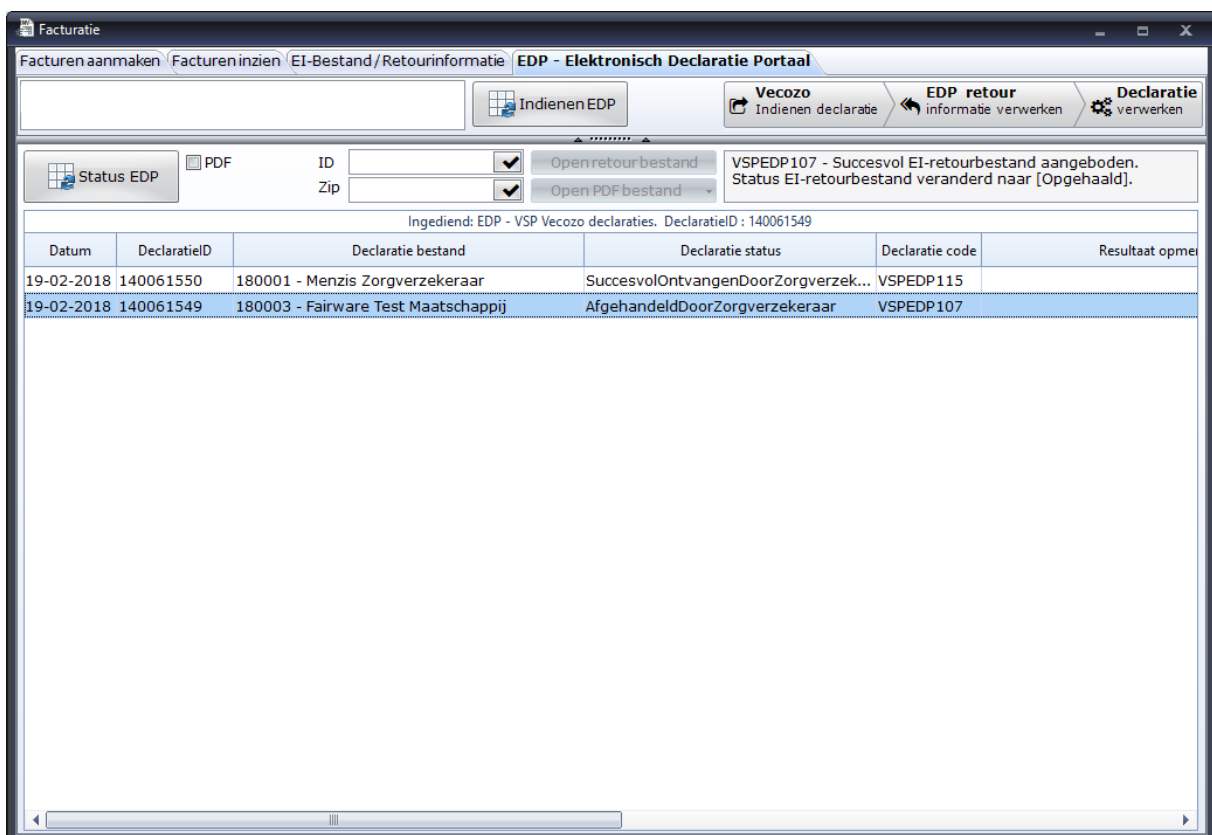 Facturatie
Facturen aanmaken Facturen inzien EI-Bestand / Retourinformatie EDP - Elektronisch Declaratie Portaal
Indienen EDP
Vecozo
Indienen declaratie
EDP retour
informatie verwerken
Declaratie
verwerken
Status EDP
PDF
ID
Zip
Open retour bestand
Open PDF bestand
VSPEDP107 - Succesvol EI-retourbestand aangeboden.
Status EI-retourbestand veranderd naar [Opgehaald].
Ingediend: EDP - VSP Vecozo declaraties. DeclaratieID : 140061549
Datum DeclaratieID Declaratie bestand Declaratie status Declaratie code Resultaat opmer
19-02-2018 140061550 180001 - Menzis Zorgverzekeraar SuccesvolOntvangenDoorZorgverzek... VSPEDP115
19-02-2018 140061549 180003 - Fairware Test Maatschappij AfgehandeldDoorZorgverzekeraar VSPEDP107